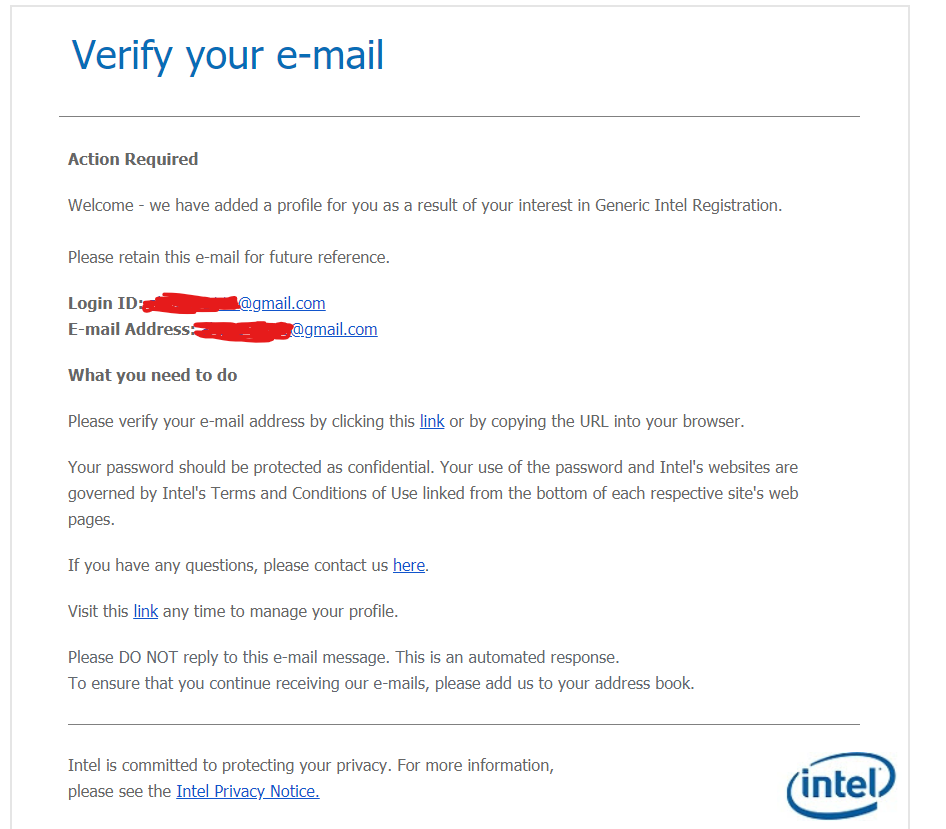 Verify your e-mail
Action Required
Welcome - we have added a profile for you as a result of your interest in Generic Intel Registration.
Please retain this e-mail for future reference.
Login ID: @gmail.com
E-mail Address: @gmail.com
What you need to do
Please verify your e-mail address by clicking this link or by copying the URL into your browser.
Your password should be protected as confidential. Your use of the password and Intel's websites are
governed by Intel's Terms and Conditions of Use linked from the bottom of each respective site's web
pages.
If you have any questions, please contact us here.
Visit this link any time to manage your profile.
Please DO NOT reply to this e-mail message. This is an automated response.
To ensure that you continue receiving our e-mails, please add us to your address book.
Intel is committed to protecting your privacy. For more information,
please see the Intel Privacy Notice.
intel